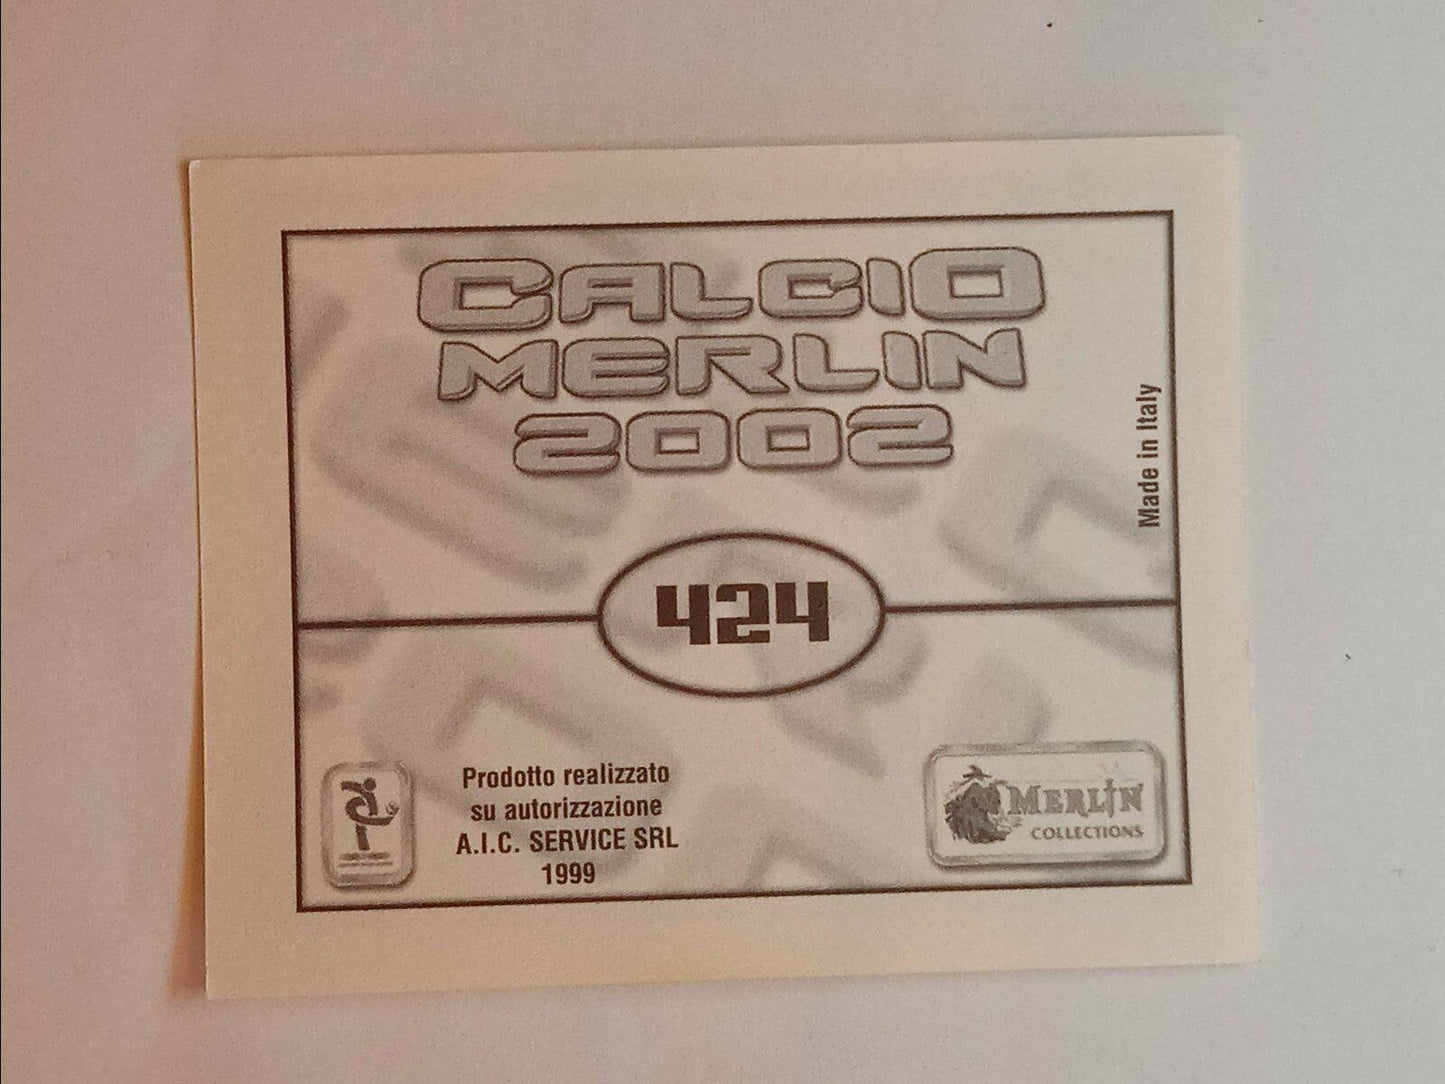 CALCIO
MERLIN
2002
Made in Italy
424
Prodotto realizzato
su autorizzazione
A.I.C. SERVICE SRL
1999
MERLIN
COLLECTIONS